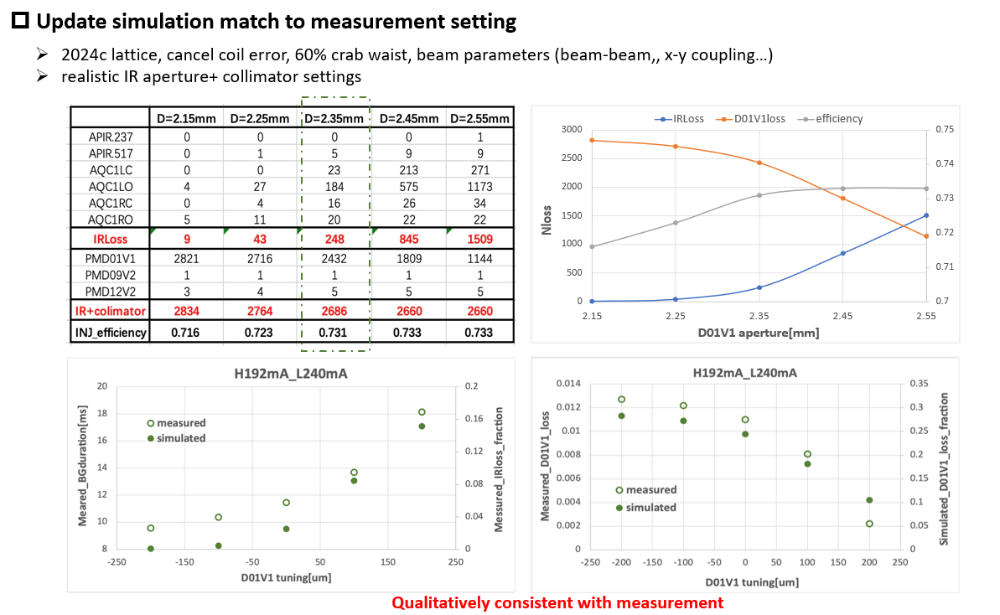 Update simulation match to measurement setting
2024c lattice, cancel coil error, 60% crab waist, beam parameters (beam-beam,, x-y coupling…)
realistic IR aperture+ collimator settings
D=2.15mm D=2.25mm D=2.35mm D=2.45mm D=2.55mm
APIR.237 0 0 0 0 1
APIR.517 0 1 5 9 9
AQC1LC 0 0 23 213 271
AQC1LO 4 27 184 575 1173
AQC1RC 0 4 16 26 34
AQC1RO 5 11 20 22 22
IRLoss 9 43 248 845 1509
PMD01V1 2821 2716 2432 1809 1144
PMD09V2 1 1 1 1 1
PMD12V2 3 4 5 5 5
IR+colimator 2834 2764 2686 2660 2660
INJ_efficiency 0.716 0.723 0.731 0.733 0.733
IRLoss D01V1loss efficiency
Nloss
3000
2500
2000
1500
1000
500
0
0.75
0.74
0.73
0.72
0.71
0.7
2.15 2.25 2.35 2.45 2.55
D01V1 aperture[mm]
H192mA_L240mA
Meared_BGduration[ms]
20
18
16
14
12
10
8
measured
simulated
0.2
0.16
0.12
0.08
0.04
0
Messured_IRloss_fraction
-250 -150 -50 50 150 250
D01V1 tuning[um]
H192mA_L240mA
Measured_D01V1_loss
0.014
0.012
0.01
0.008
0.006
0.004
0.002
0
measured
simulated
0.35
0.3
0.25
0.2
0.15
0.1
0.05
0
Simulated_D01V1_loss_fraction
-250 -200 -150 -100 -50 0 50 100 150 200 250
D01V1 tuning[um]
Qualitatively consistent with measurement